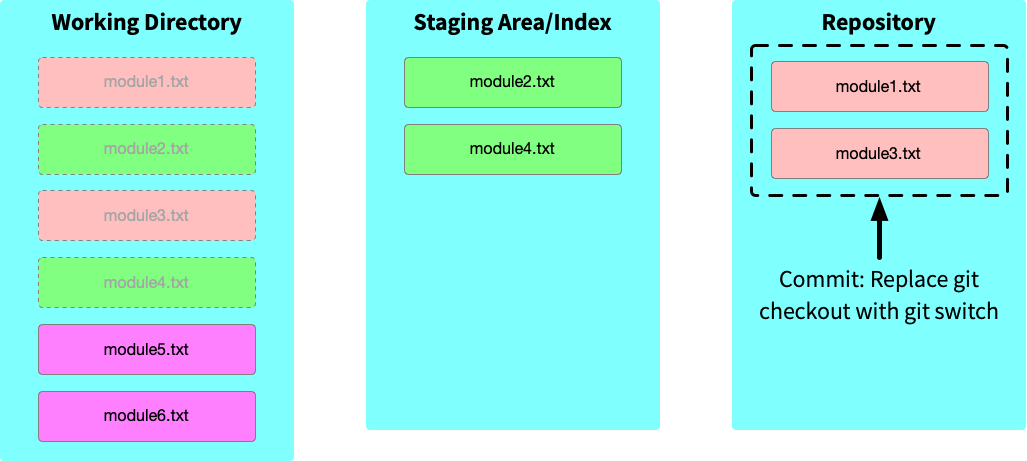 Working Directory
module1.txt
module2.txt
module3.txt
module4.txt
module5.txt
module6.txt
Staging Area/Index
module2.txt
module4.txt
Repository
module1.txt
module3.txt
Commit: Replace git
checkout with git switch